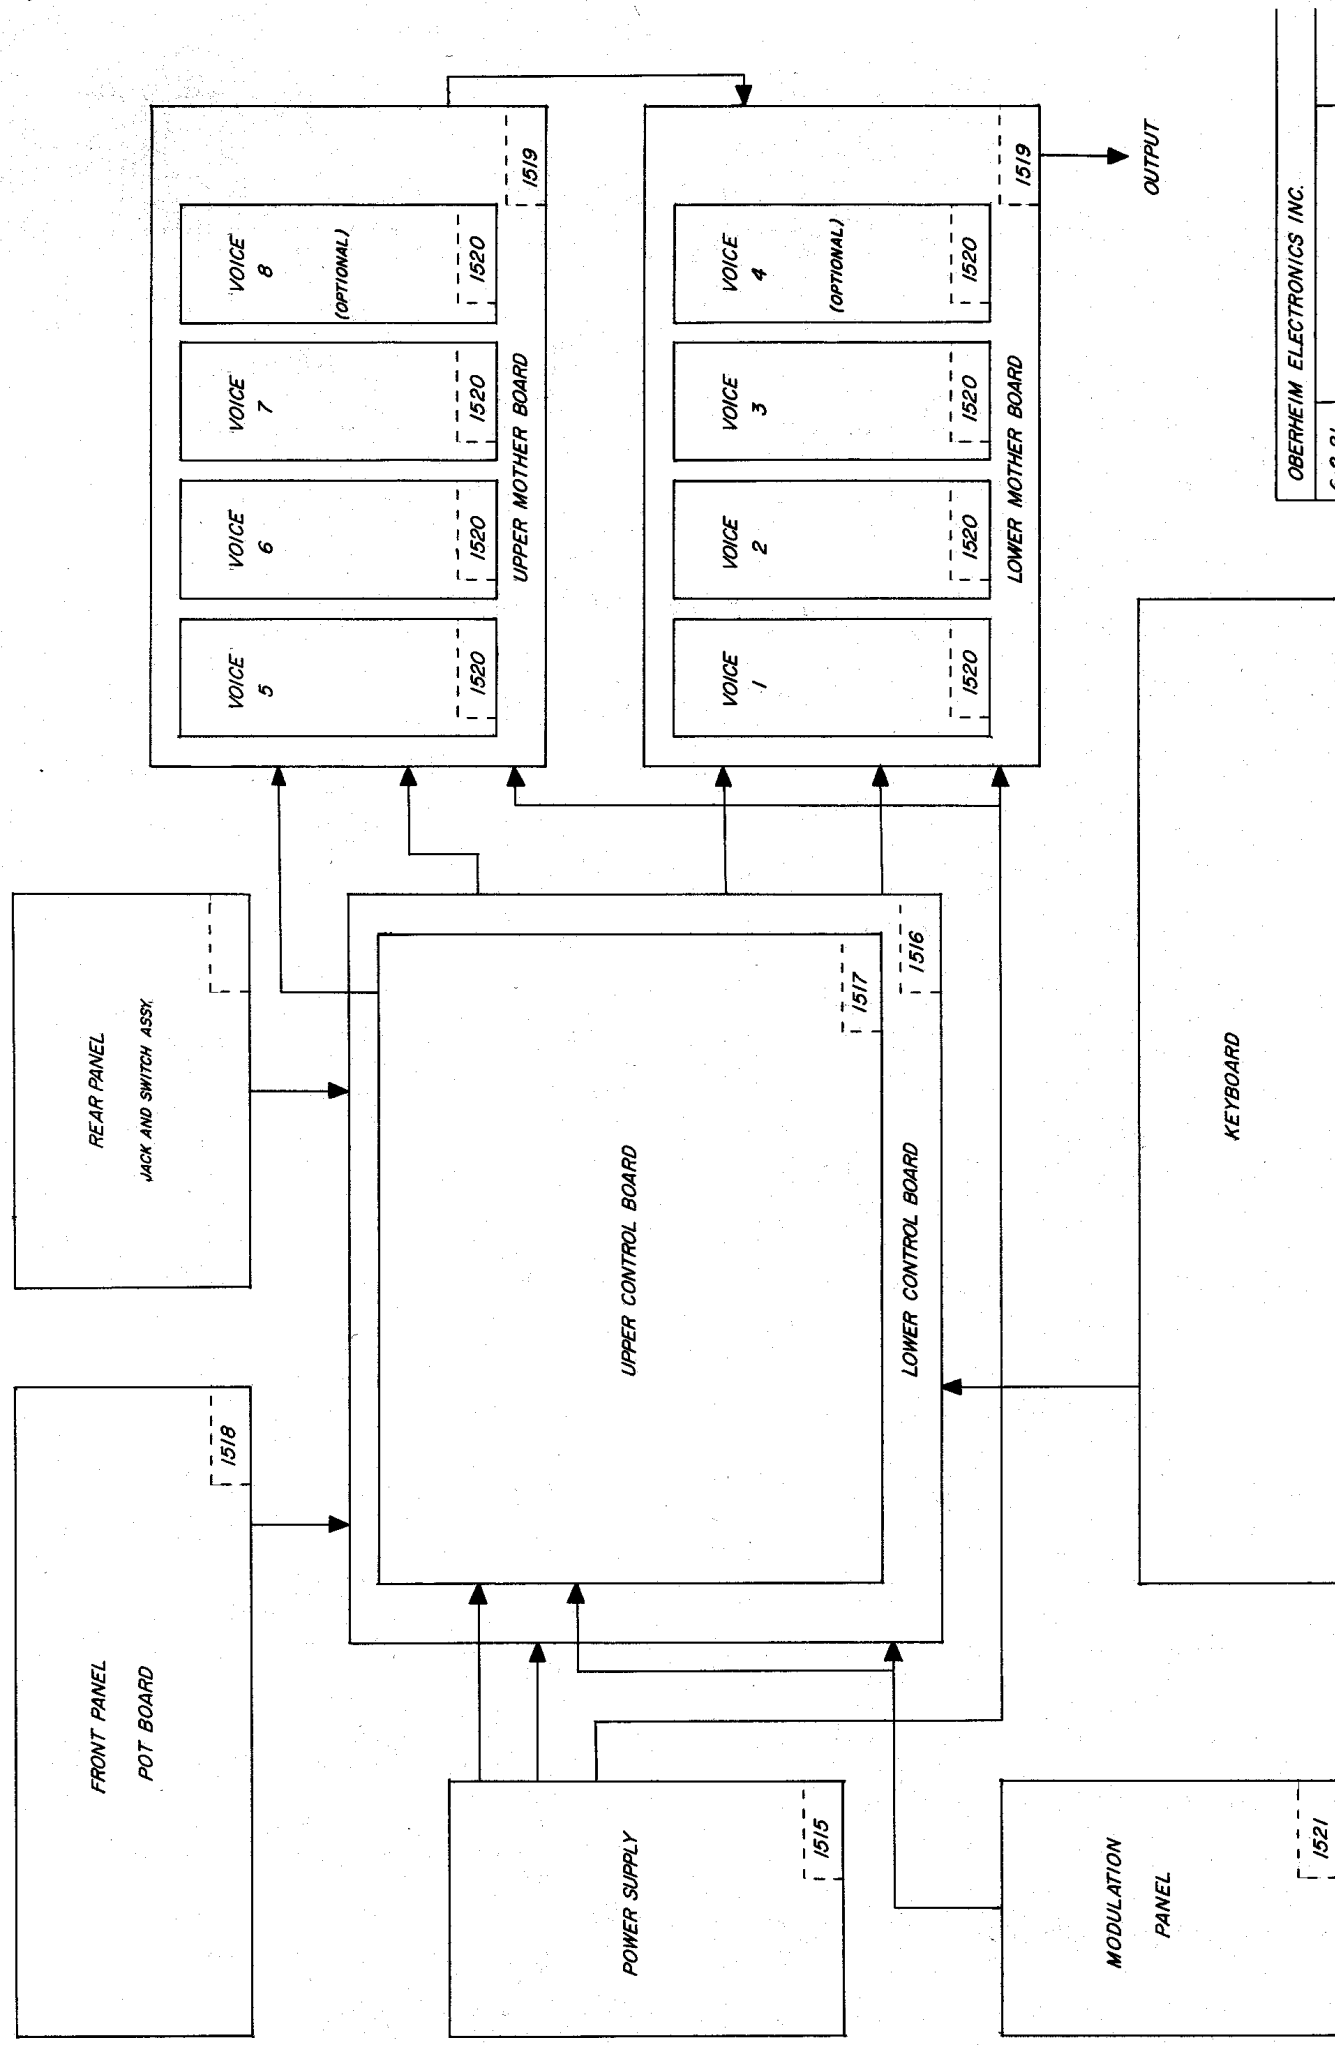 FRONT PANEL
POT BOARD
1518
REAR PANEL
JACK AND SWITCH ASSY.
POWER SUPPLY
1515
UPPER CONTROL BOARD
1517
LOWER CONTROL BOARD
1516
VOICE
5
1520
VOICE
6
1520
VOICE
7
1520
VOICE
8
(OPTIONAL)
1520
UPPER MOTHER BOARD
1519
VOICE
1
1520
VOICE
2
1520
VOICE
3
1520
VOICE
4
(OPTIONAL)
1520
LOWER MOTHER BOARD
1519
OUTPUT
MODULATION
PANEL
1521
KEYBOARD
OBERHEIM ELECTRONICS INC.